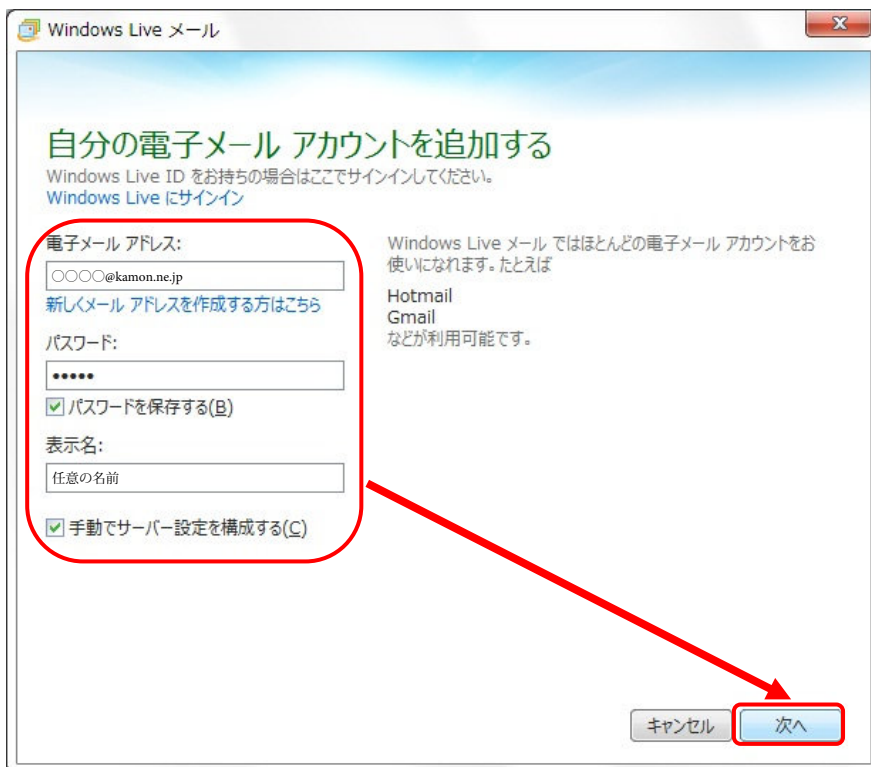 Windows Live メール
自分の電子メール アカウントを追加する
Windows Live ID をお持ちの場合はここでサインインしてください。
Windows Live にサインイン
電子メール アドレス:
○○○○@kamon.ne.jp
新しくメール アドレスを作成する方はこちら
パスワード:
•••••
パスワードを保存する(B)
表示名:
任意の名前
手動でサーバー設定を構成する(C)
Windows Live メール ではほとんどの電子メール アカウントをお
使いになれます。たとえば
Hotmail
Gmail
などが利用可能です。
キャンセル
次へ